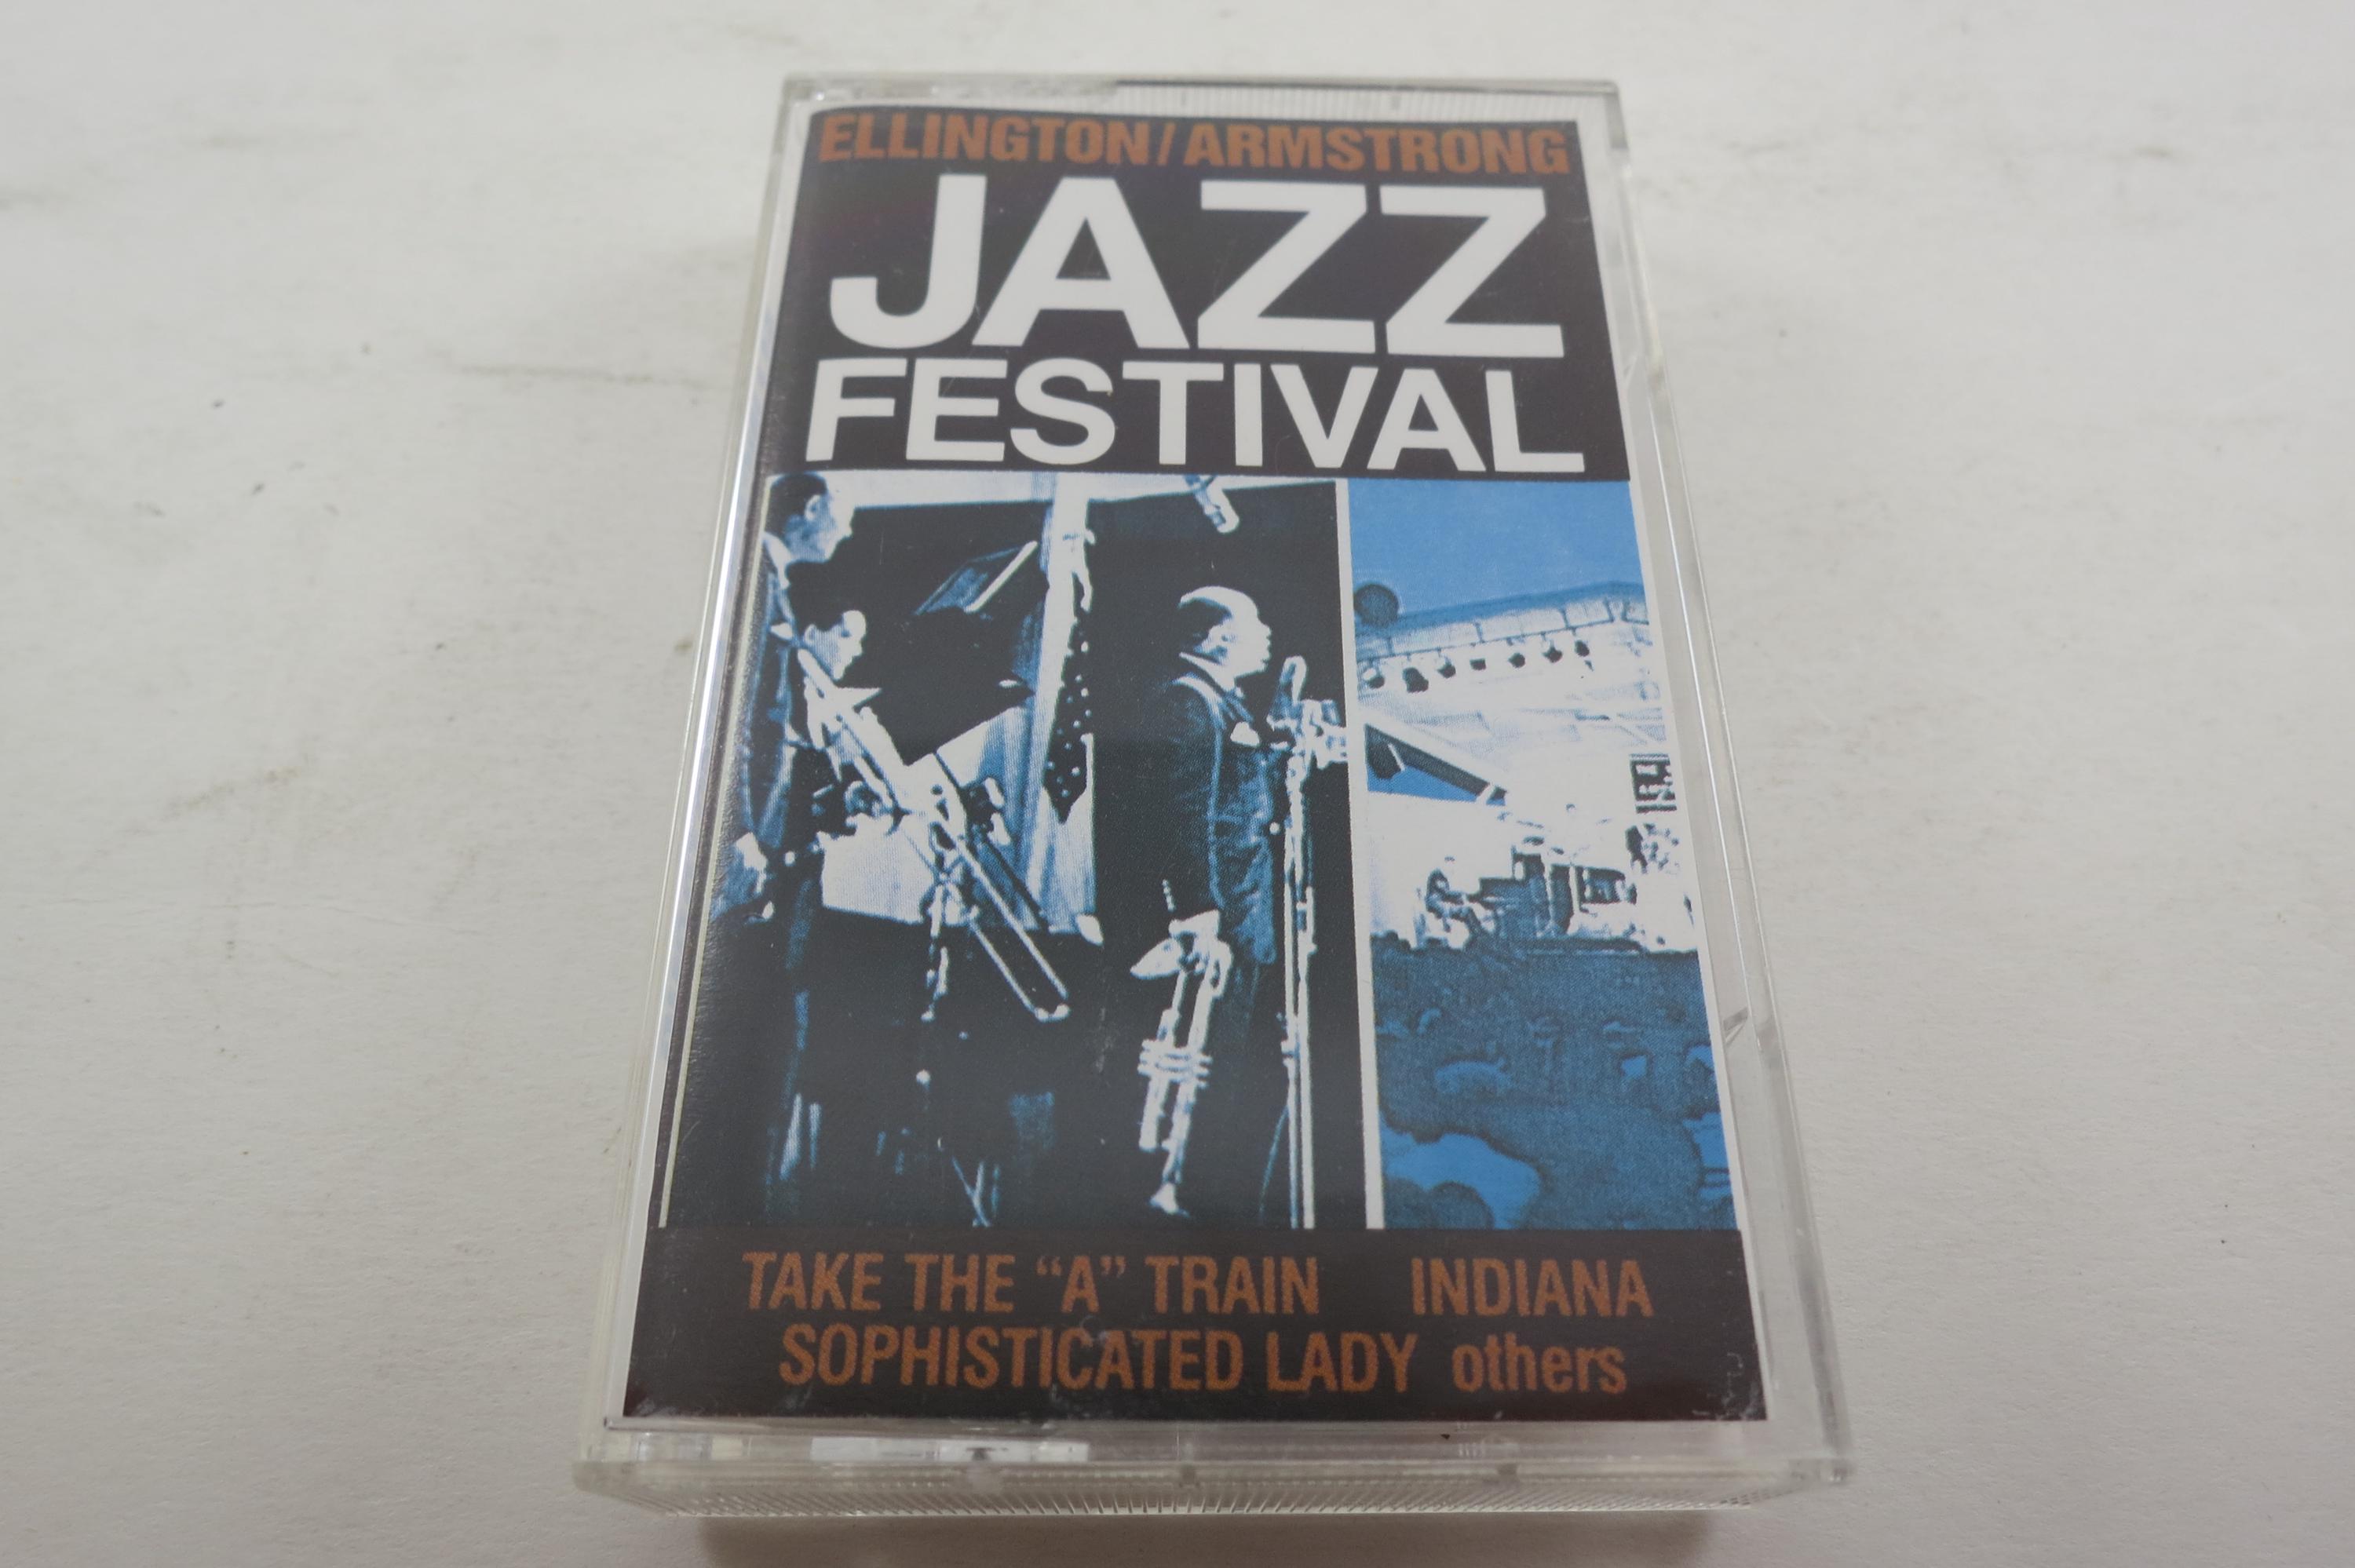 ELLINGTON/ARMSTRONG
JAZZ
FESTIVAL
TAKE THE “A” TRAIN INDIANA
SOPHISTICATED LADY others